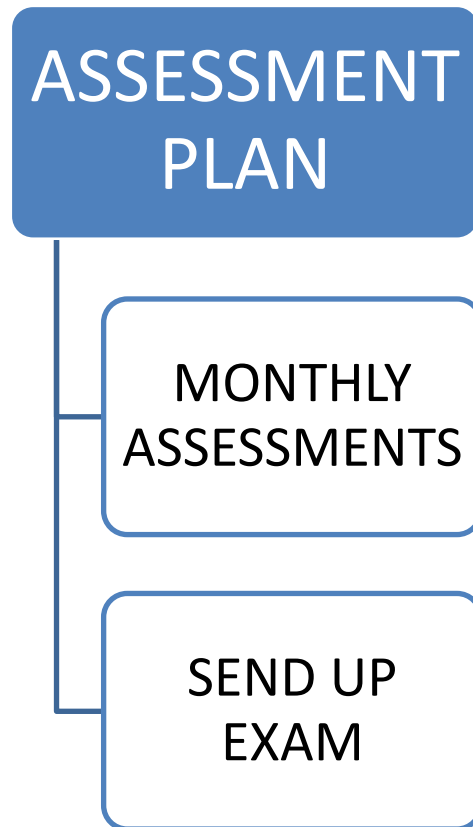 ASSESSMENT
PLAN
MONTHLY
ASSESSMENTS
SEND UP
EXAM